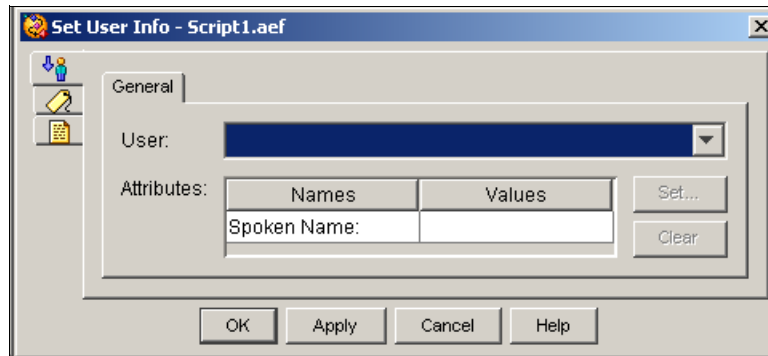 Set User Info - Script1.aef
General
User:
Attributes:
Names Values
Set...
Spoken Name:
Clear
OK Apply Cancel Help